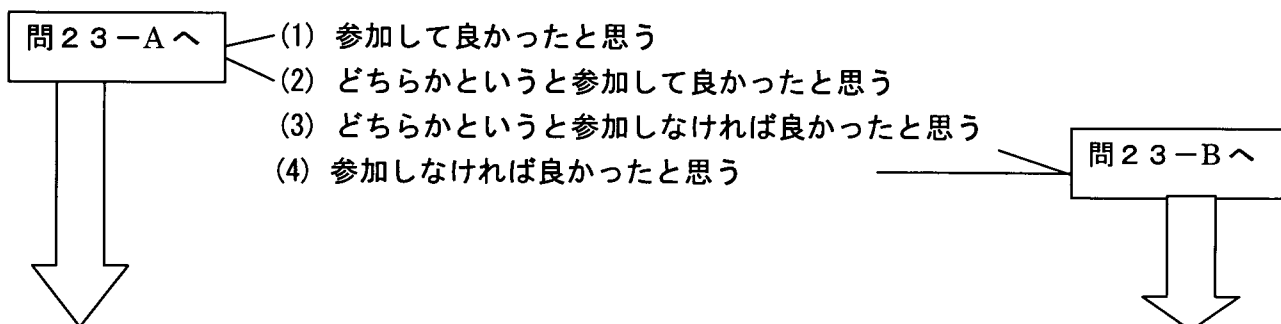 問23－Aへ
(1) 参加して良かったと思う
(2) どちらかというと参加して良かったと思う
(3) どちらかというと参加しなければ良かったと思う
(4) 参加しなければ良かったと思う
問23－Bへ